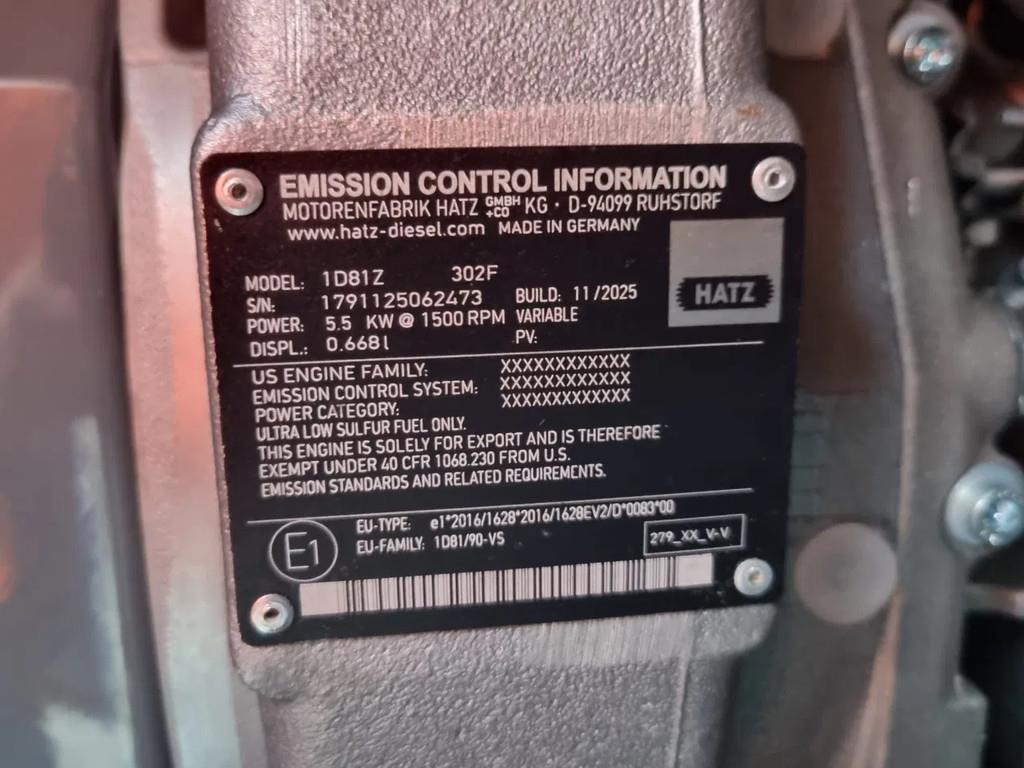 EMISSION CONTROL INFORMATION
MOTORENFABRIK HATZ GMBH +CO KG · D-94099 RUHSTORF
www.hatz-diesel.com MADE IN GERMANY
HATZ
MODEL: 1D81Z 302F
S/N: 1791125062473 BUILD: 11/2025
POWER: 5.5 KW @ 1500 RPM VARIABLE
DISPL.: 0.668l PV:
US ENGINE FAMILY: XXXXXXXXXXXX
EMISSION CONTROL SYSTEM: XXXXXXXXXXXXX
POWER CATEGORY: XXXXXXXXXXXXX
ULTRA LOW SULFUR FUEL ONLY.
THIS ENGINE IS SOLELY FOR EXPORT AND IS THEREFORE
EXEMPT UNDER 40 CFR 1068.230 FROM U.S.
EMISSION STANDARDS AND RELATED REQUIREMENTS.
E1
EU-TYPE: e1*2016/1628*2016/1628EV2/D*0083*00
EU-FAMILY: 1D81/90-VS
279_XX_V-V